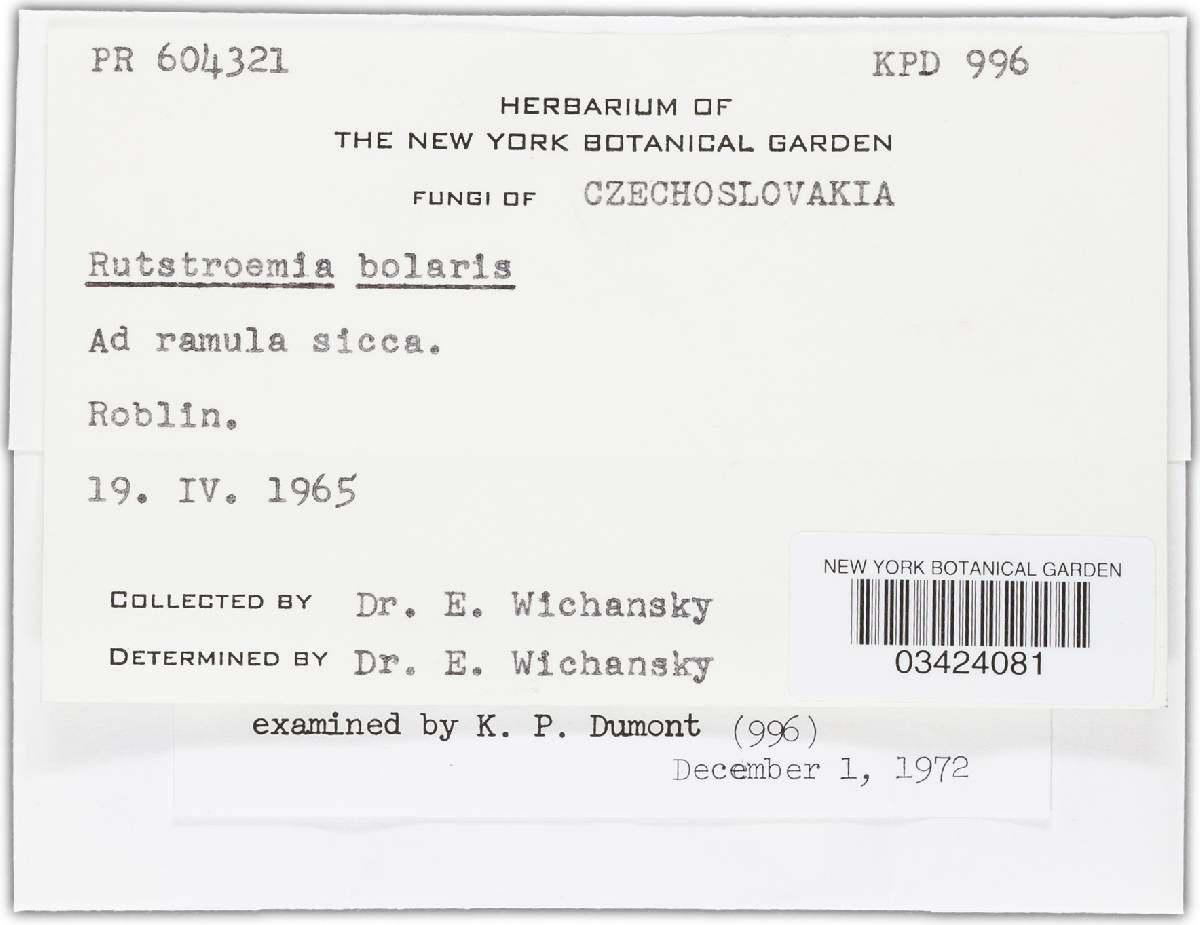 PR 604321 KPD 996
HERBARIUM OF
THE NEW YORK BOTANICAL GARDEN
FUNGI OF CZECHOSLOVAKIA
Rutstroemia bolaris
Ad ramula sicca.
Roblin.
19. IV. 1965
COLLECTED BY Dr. E. Wichansky
DETERMINED BY Dr. E. Wichansky
NEW YORK BOTANICAL GARDEN
03424081
examined by K. P. Dumont (996)
December 1, 1972